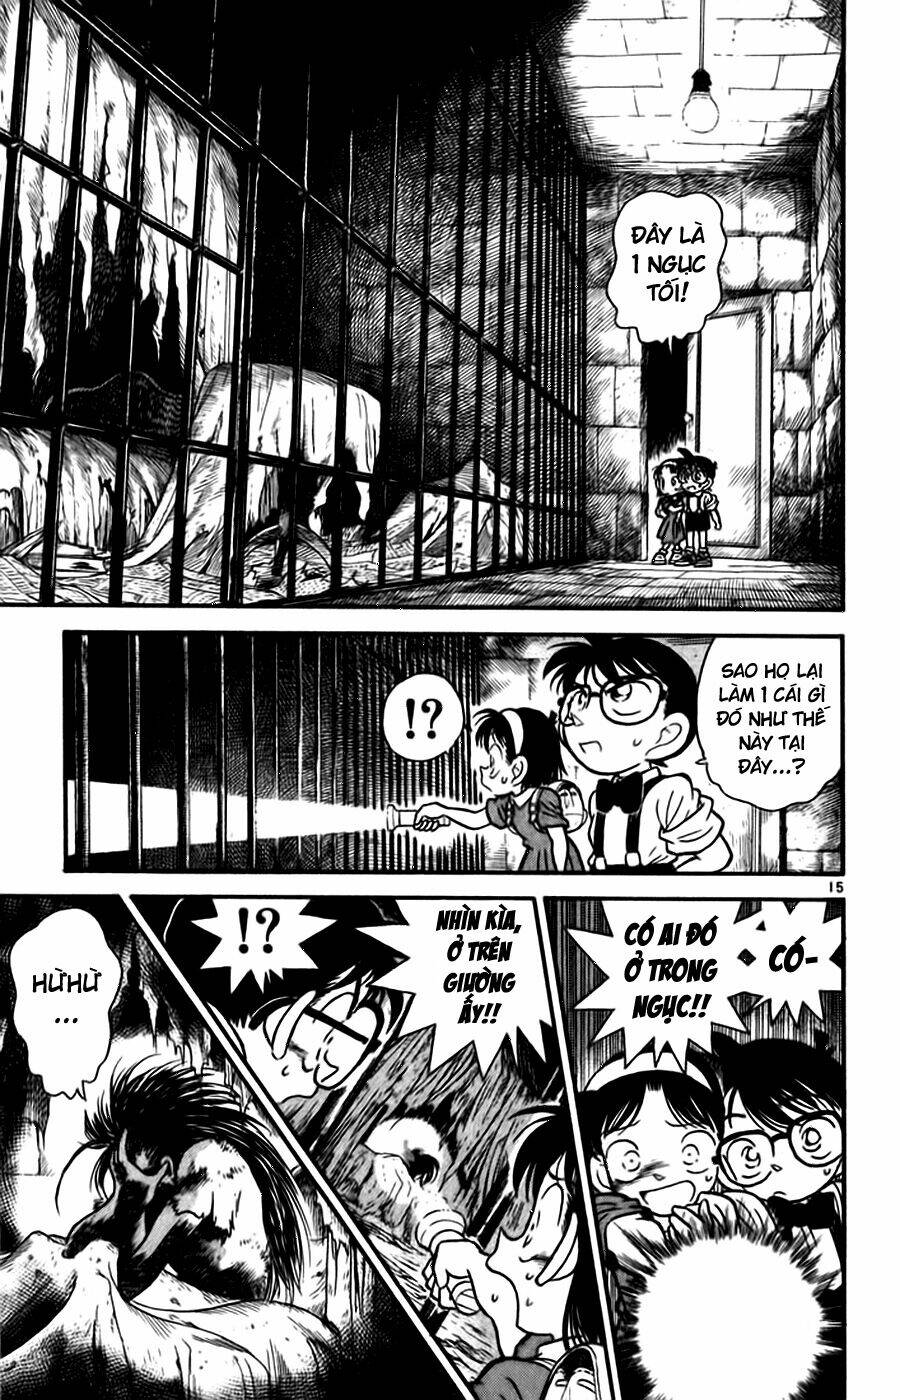 ĐÂY LÀ
1 NGỤC
TỐI!
SAO HỌ LẠI
LÀM 1 CÁI GÌ
ĐÓ NHƯ THẾ
NÀY TẠI
ĐÂY...?
!?
15
CÓ-
CÓ AI ĐÓ
Ở TRONG
NGỤC!!
NHÌN KÌA,
Ở TRÊN
GIƯỜNG
ẤY!!
!?
HỪHỪ
...